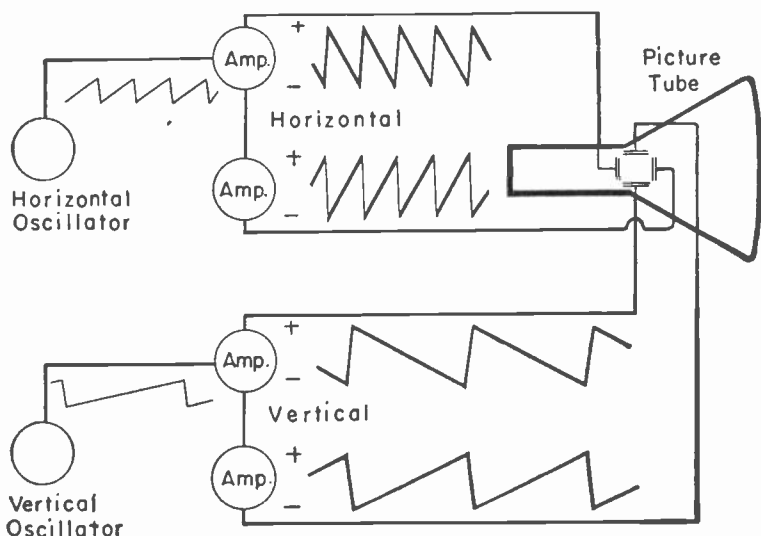 Amp.
+
−
Horizontal
Amp.
+
−
Horizontal
Oscillator
Picture
Tube
Amp.
+
−
Vertical
Amp.
+
−
Vertical
Oscillator